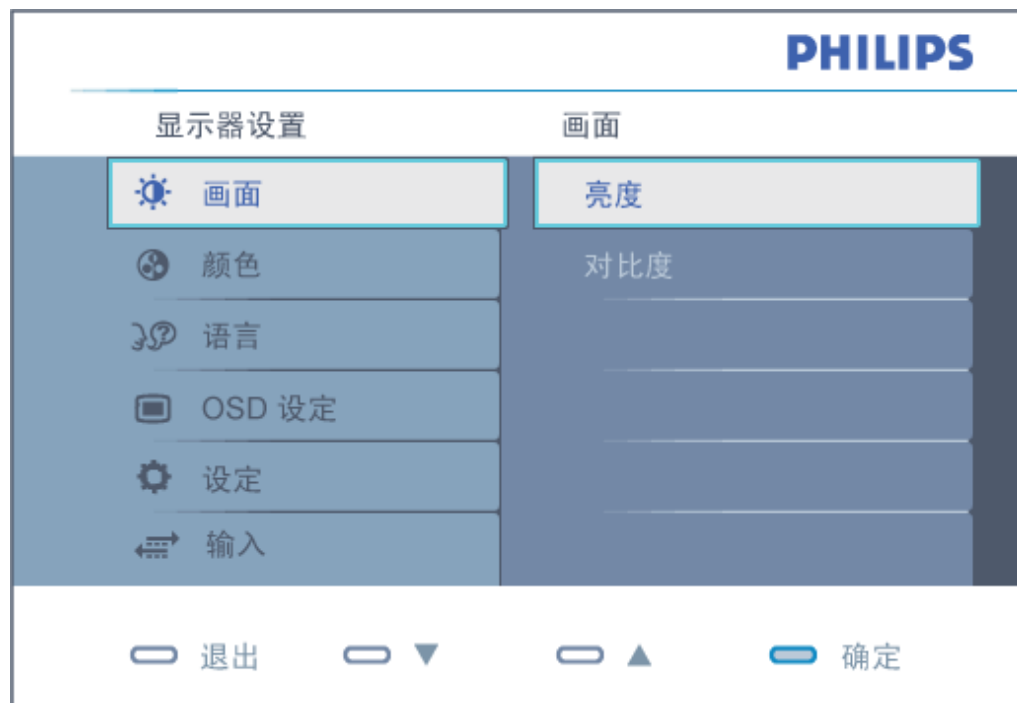 PHILIPS
显示器设置 画面
画面 亮度
颜色 对比度
语言
OSD 设定
设定
输入
退出 ▼ ▲ 确定